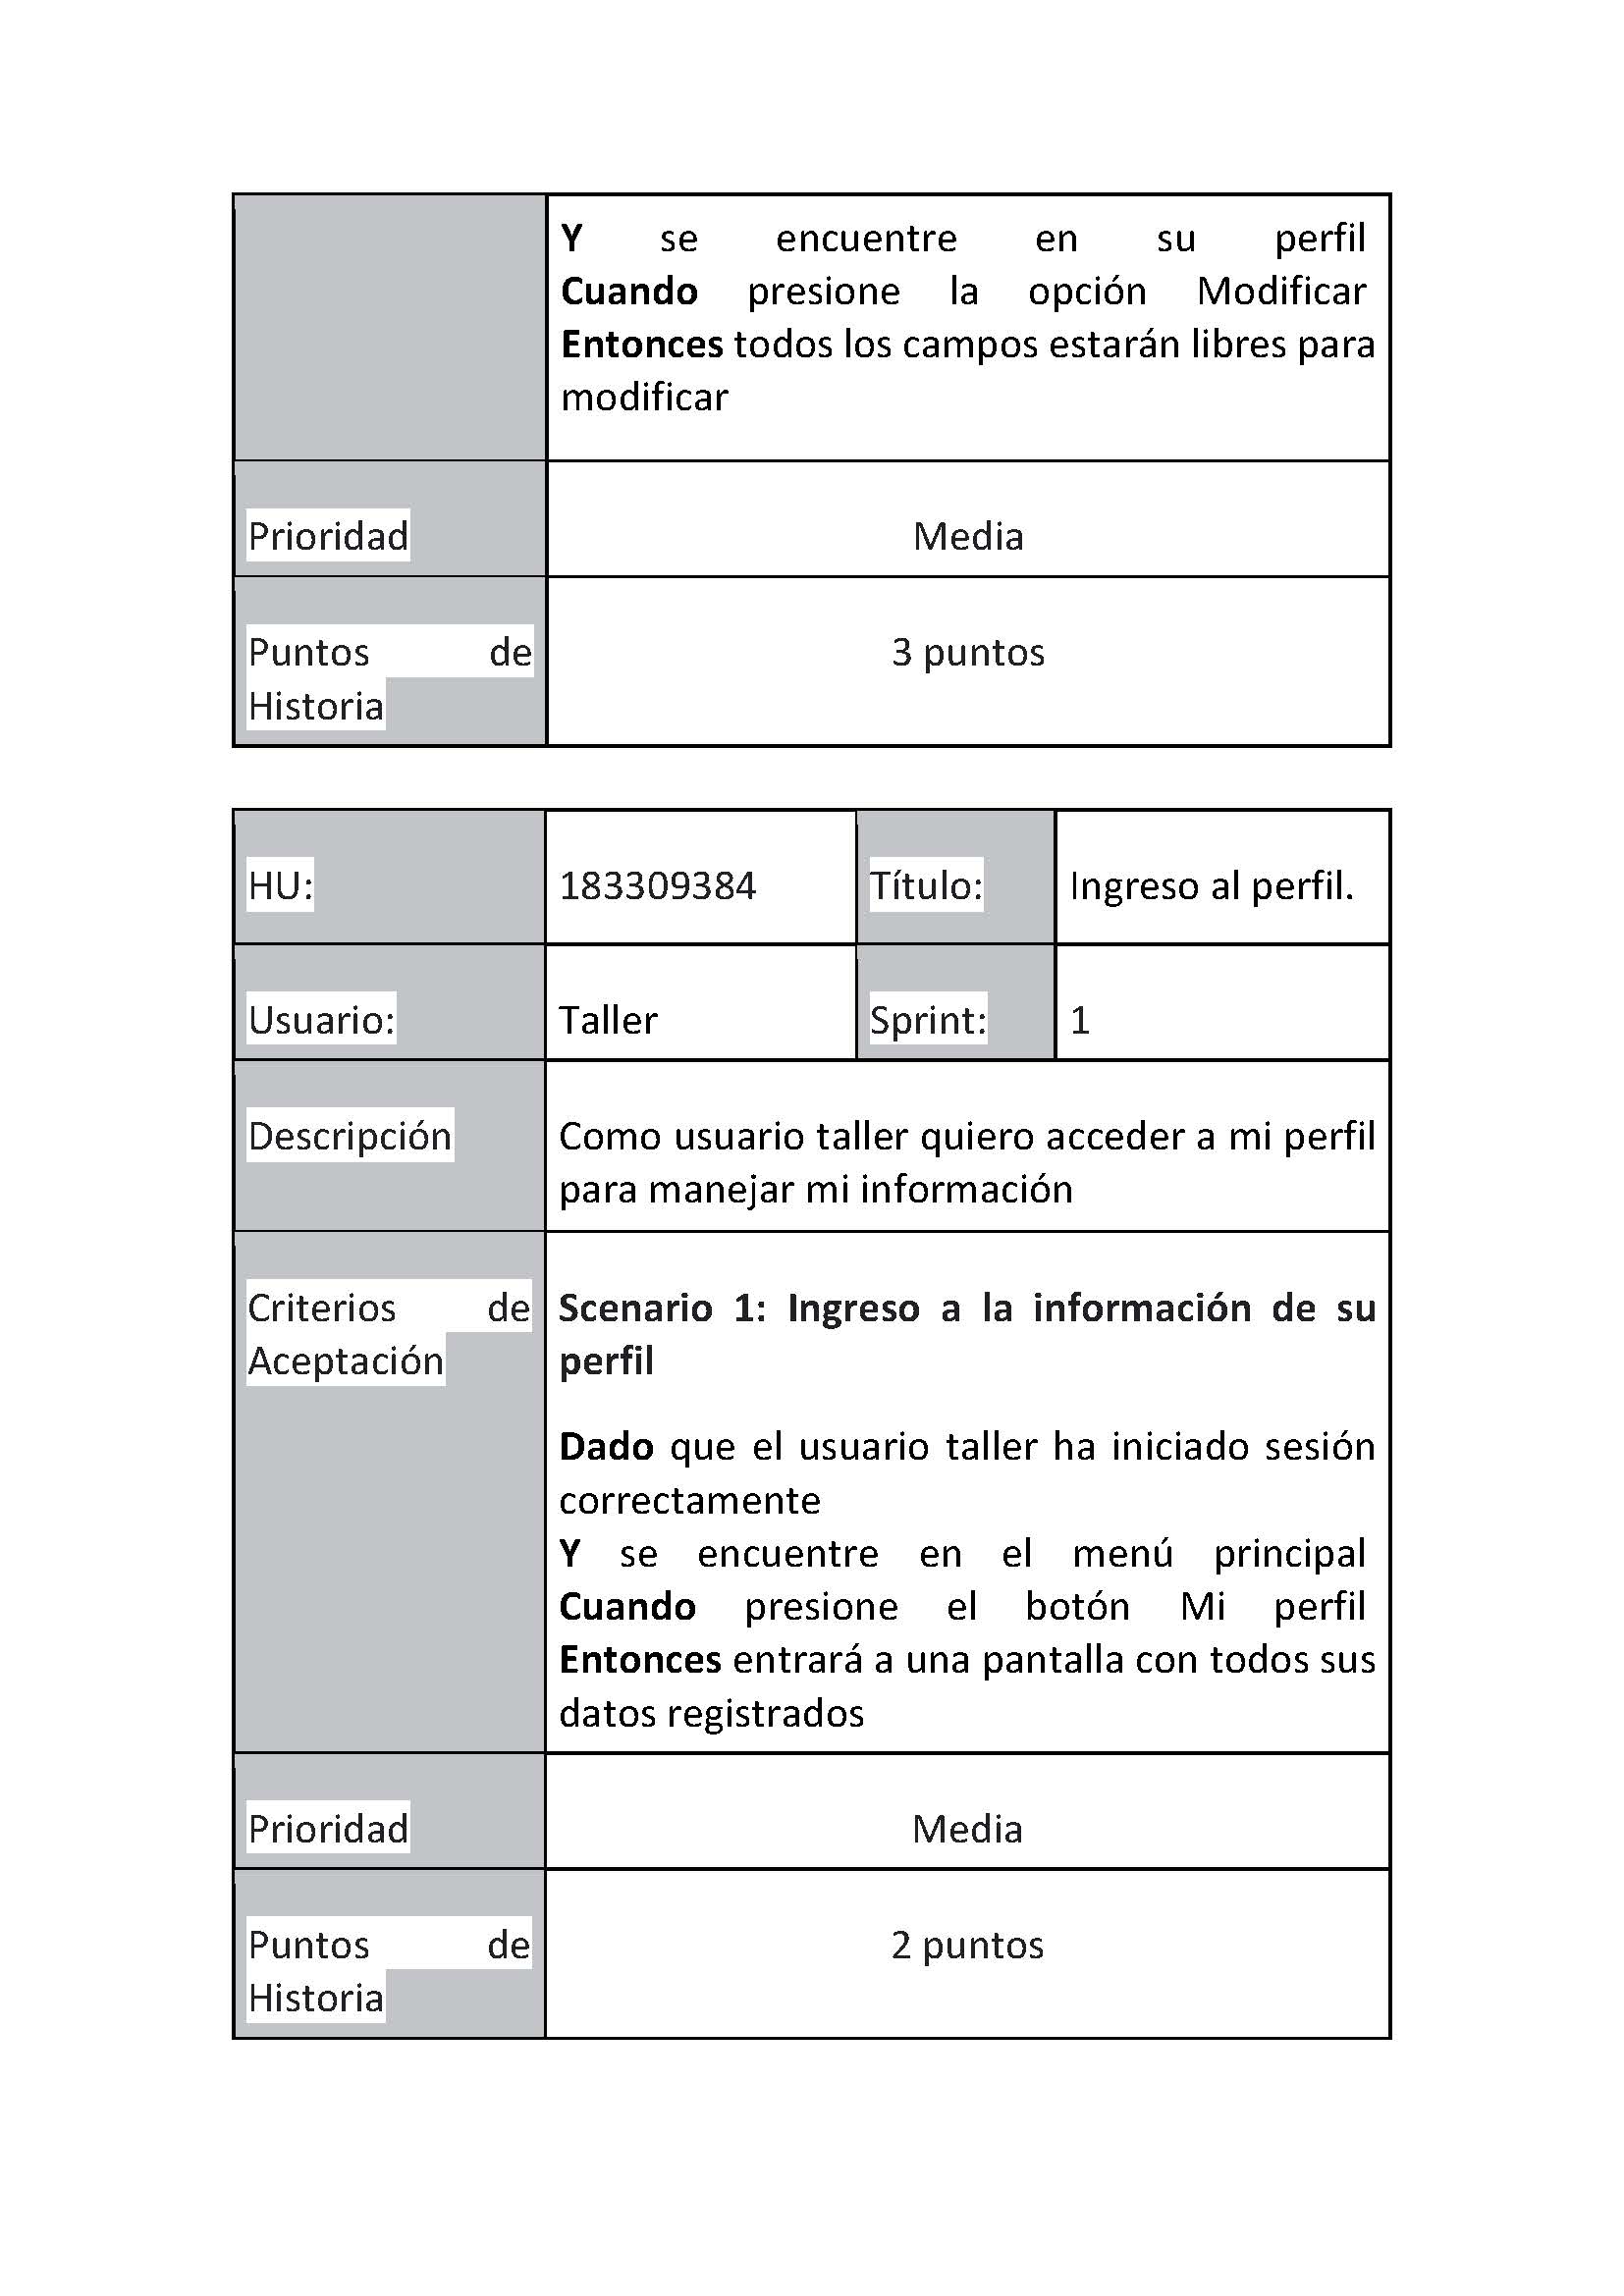 Y se encuentre en su perfil
Cuando presione la opción Modificar
Entonces todos los campos estarán libres para
modificar
Prioridad
Media
Puntos de
Historia
3 puntos
HU:
183309384
Título:
Ingreso al perfil.
Usuario:
Taller
Sprint:
1
Descripción
Como usuario taller quiero acceder a mi perfil
para manejar mi información
Criterios de
Aceptación
Scenario 1: Ingreso a la información de su
perfil
Dado que el usuario taller ha iniciado sesión
correctamente
Y se encuentre en el menú principal
Cuando presione el botón Mi perfil
Entonces entrará a una pantalla con todos sus
datos registrados
Prioridad
Media
Puntos de
Historia
2 puntos